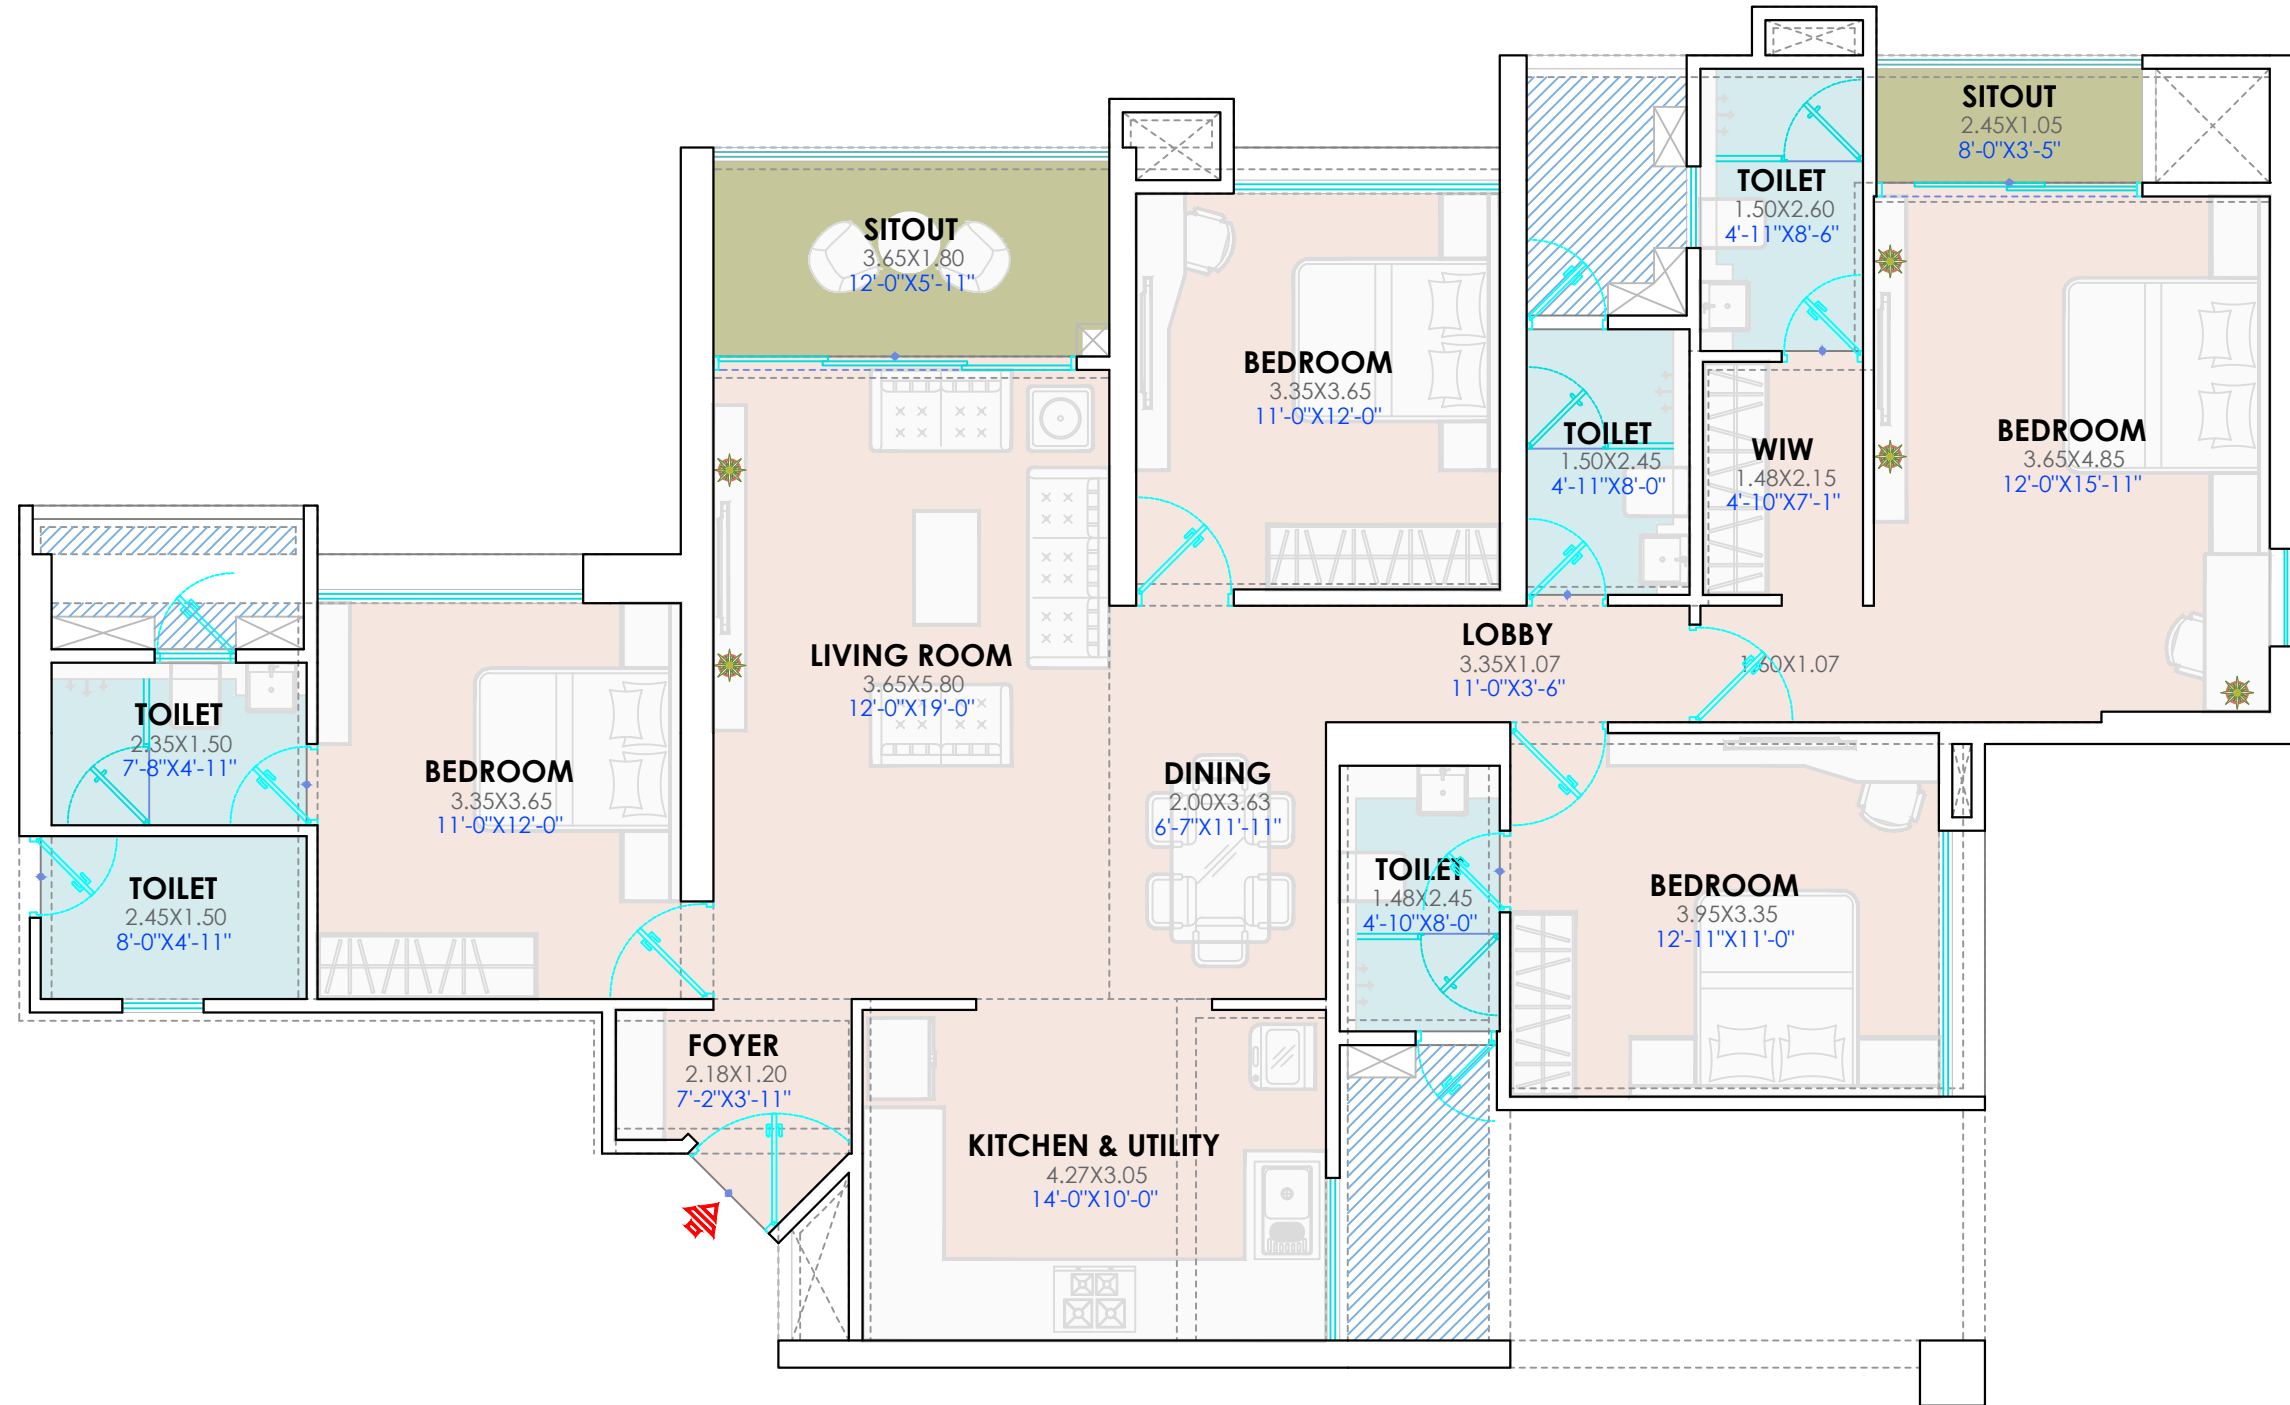 SITOUT
2.45X1.05
8'-0"X3'-5"
TOILET
1.50X2.60
4'-11"X8'-6"
SITOUT
3.65X1.80
12'-0"X5'-11"
BEDROOM
3.35X3.65
11'-0"X12'-0"
TOILET
1.50X2.45
4'-11"X8'-0"
WIW
1.48X2.15
4'-10"X7'-1"
BEDROOM
3.65X4.85
12'-0"X15'-11"
LIVING ROOM
3.65X5.80
12'-0"X19'-0"
LOBBY
3.35X1.07
11'-0"X3'-6"
1.60X1.07
TOILET
2.35X1.50
7'-8"X4'-11"
BEDROOM
3.35X3.65
11'-0"X12'-0"
DINING
2.00X3.63
6'-7"X11'-11"
TOILET
2.45X1.50
8'-0"X4'-11"
TOILET
1.48X2.45
4'-10"X8'-0"
BEDROOM
3.95X3.35
12'-11"X11'-0"
FOYER
2.18X1.20
7'-2"X3'-11"
KITCHEN & UTILITY
4.27X3.05
14'-0"X10'-0"